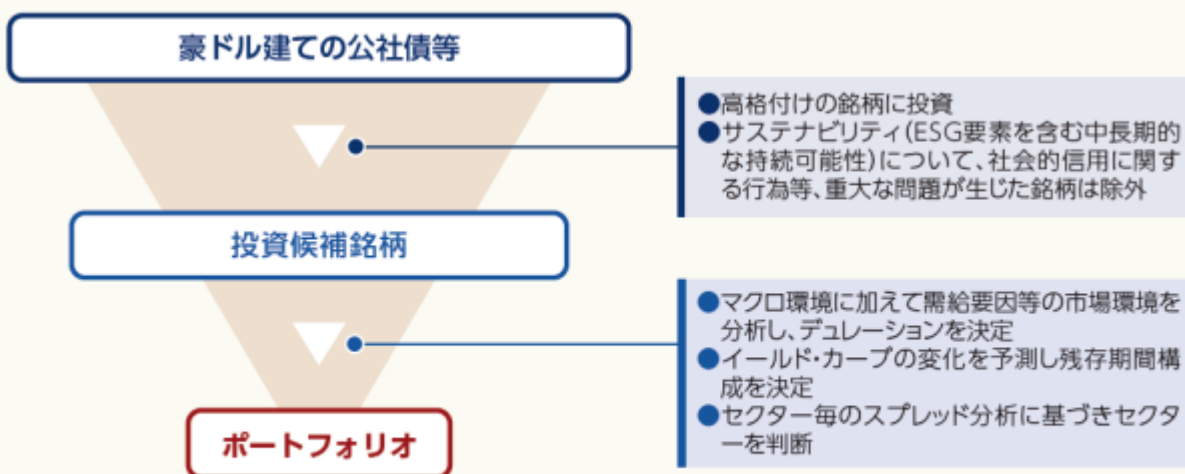 豪ドル建ての公社債等
●高格付けの銘柄に投資
●サステナビリティ(ESG要素を含む中長期的
な持続可能性)について、社会的信用に関す
る行為等、重大な問題が生じた銘柄は除外
投資候補銘柄
●マクロ環境に加えて需給要因等の市場環境を
分析し、デュレーションを決定
●イールド・カーブの変化を予測し残存期間構
成を決定
●セクター毎のスプレッド分析に基づきセクタ
ーを判断
ポートフォリオ